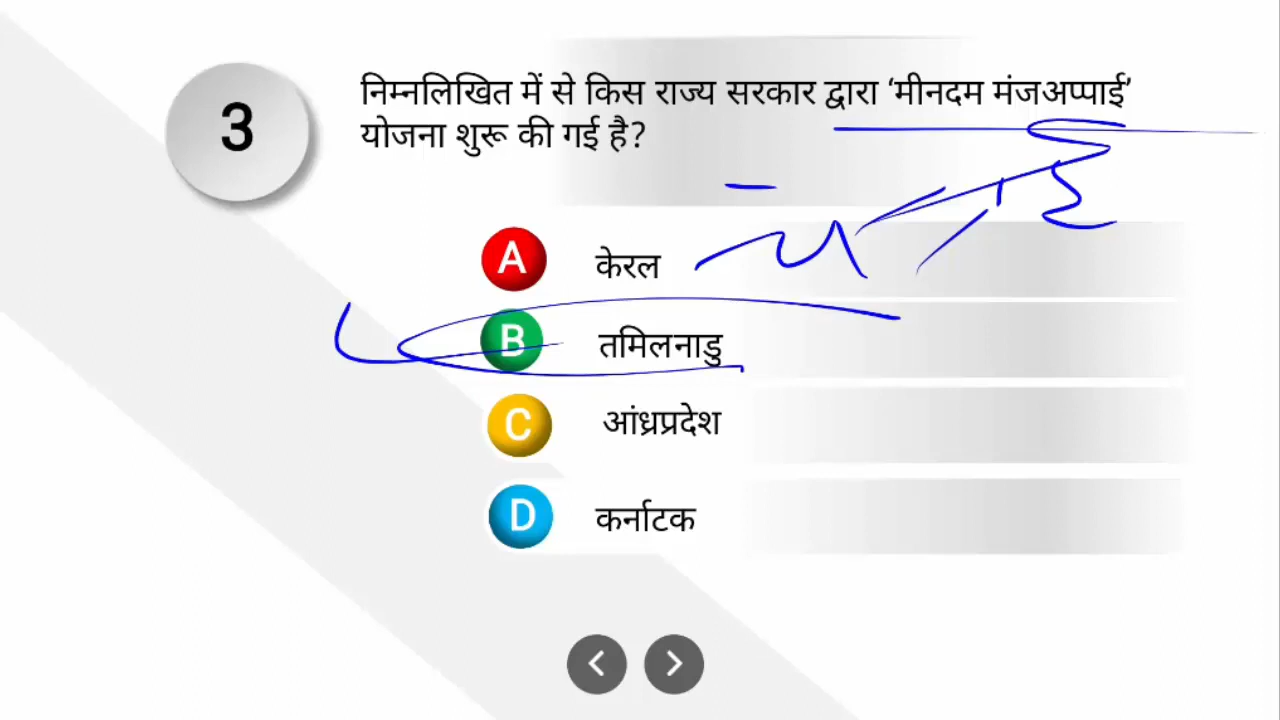 3
निम्नलिखित में से किस राज्य सरकार द्वारा ‘मीनदम मंजअप्पाई’
योजना शुरू की गई है?
A केरल
B तमिलनाडु
C आंध्रप्रदेश
D कर्नाटक